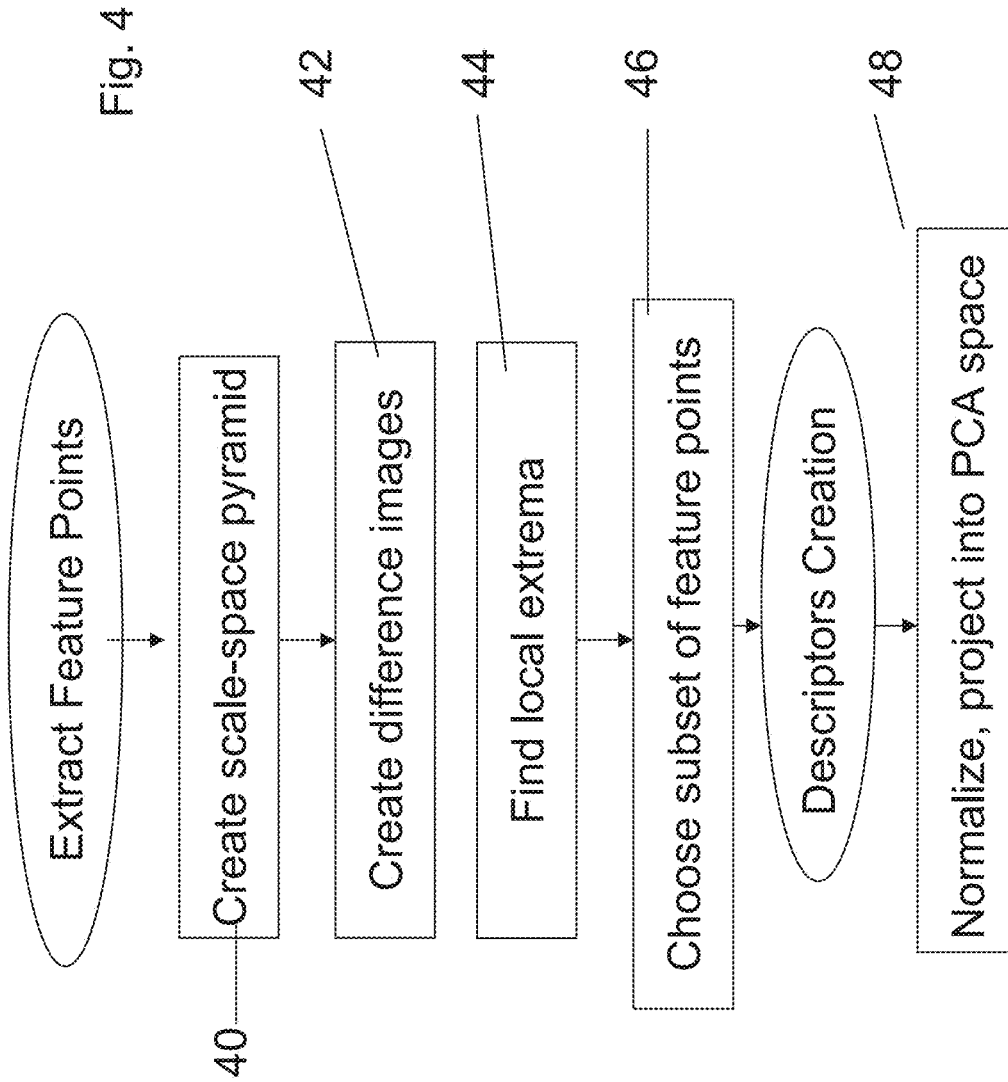 Fig. 4
Extract Feature Points
40
Create scale-space pyramid
42
Create difference images
44
Find local extrema
46
Choose subset of feature points
Descriptors Creation
48
Normalize, project into PCA space